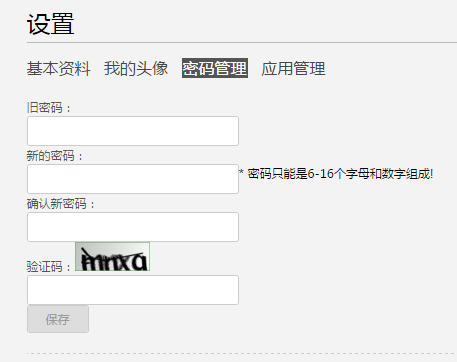 设置
基本资料 我的头像 密码管理 应用管理
旧密码：
新的密码：
* 密码只能是6-16个字母和数字组成!
确认新密码：
验证码： mnxq
保存